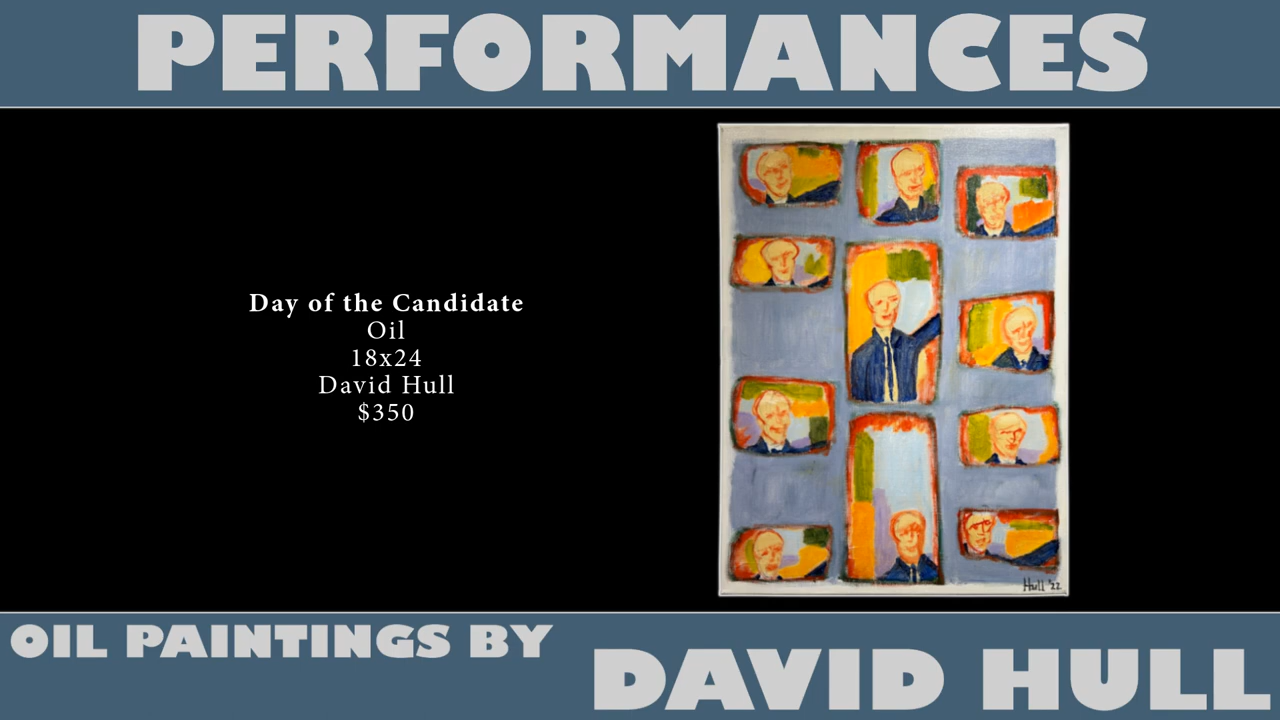 PERFORMANCES
Day of the Candidate
Oil
18x24
David Hull
$350
Hull '22
OIL PAINTINGS BY
DAVID HULL